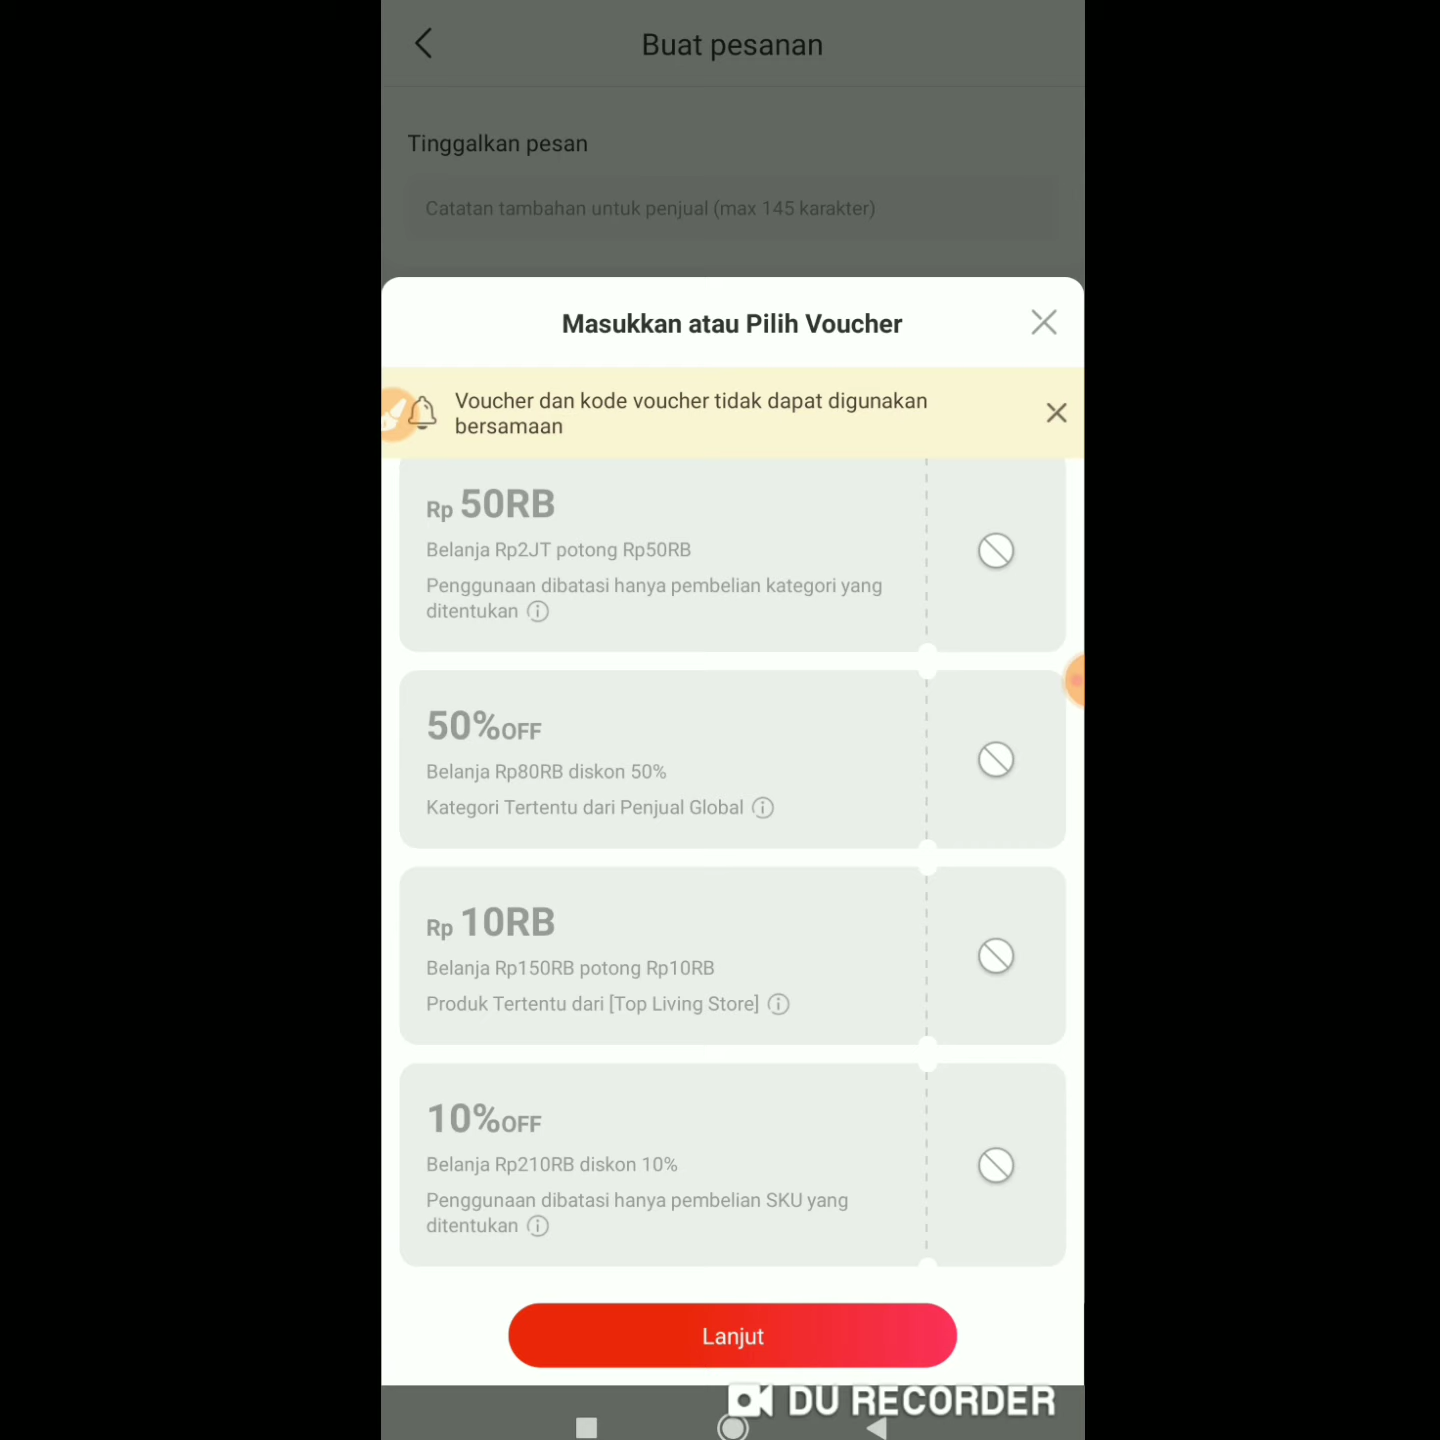 Buat pesanan
Tinggalkan pesan
Catatan tambahan untuk penjual (max 145 karakter)
Masukkan atau Pilih Voucher
Voucher dan kode voucher tidak dapat digunakan
bersamaan
Rp 50RB
Belanja Rp2JT potong Rp50RB
Penggunaan dibatasi hanya pembelian kategori yang
ditentukan
50%OFF
Belanja Rp80RB diskon 50%
Kategori Tertentu dari Penjual Global
Rp 10RB
Belanja Rp150RB potong Rp10RB
Produk Tertentu dari [Top Living Store]
10%OFF
Belanja Rp210RB diskon 10%
Penggunaan dibatasi hanya pembelian SKU yang
ditentukan
Lanjut
DU RECORDER